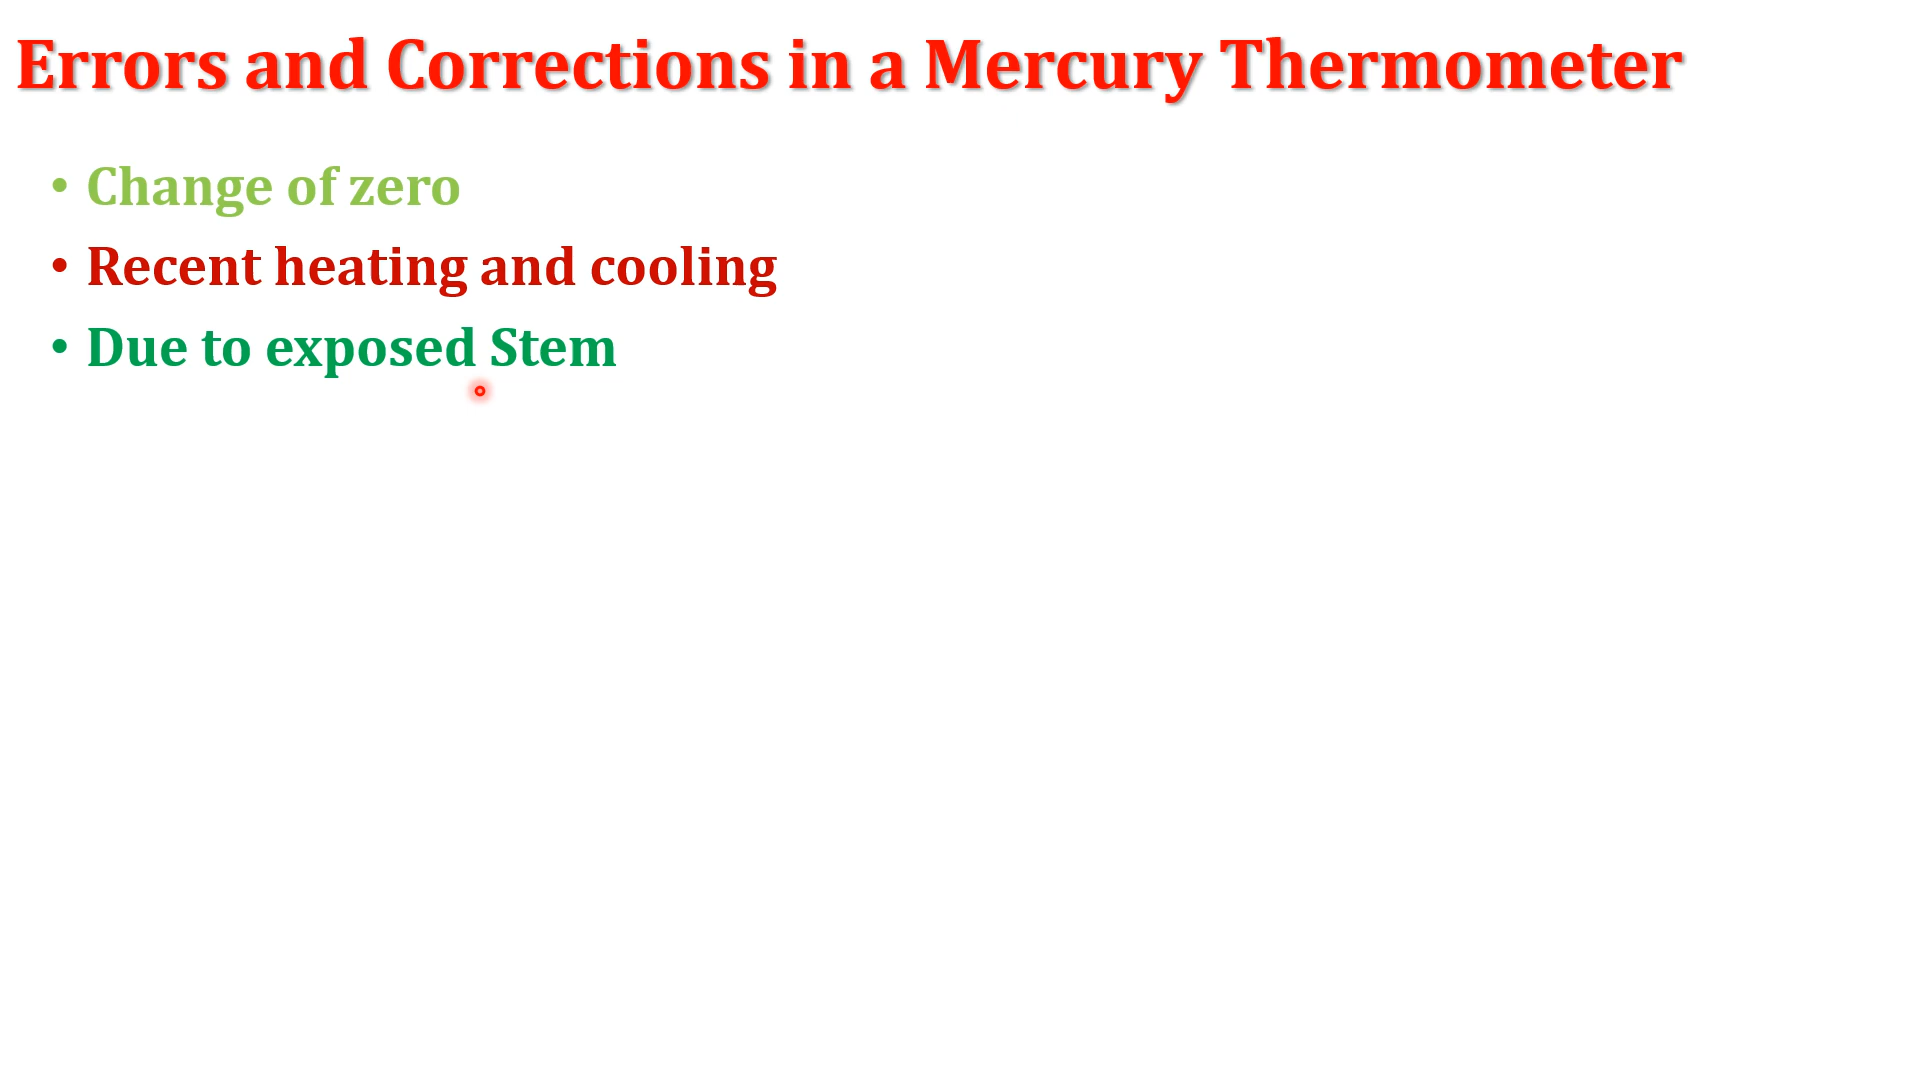 Errors and Corrections in a Mercury Thermometer
• Change of zero
• Recent heating and cooling
• Due to exposed Stem